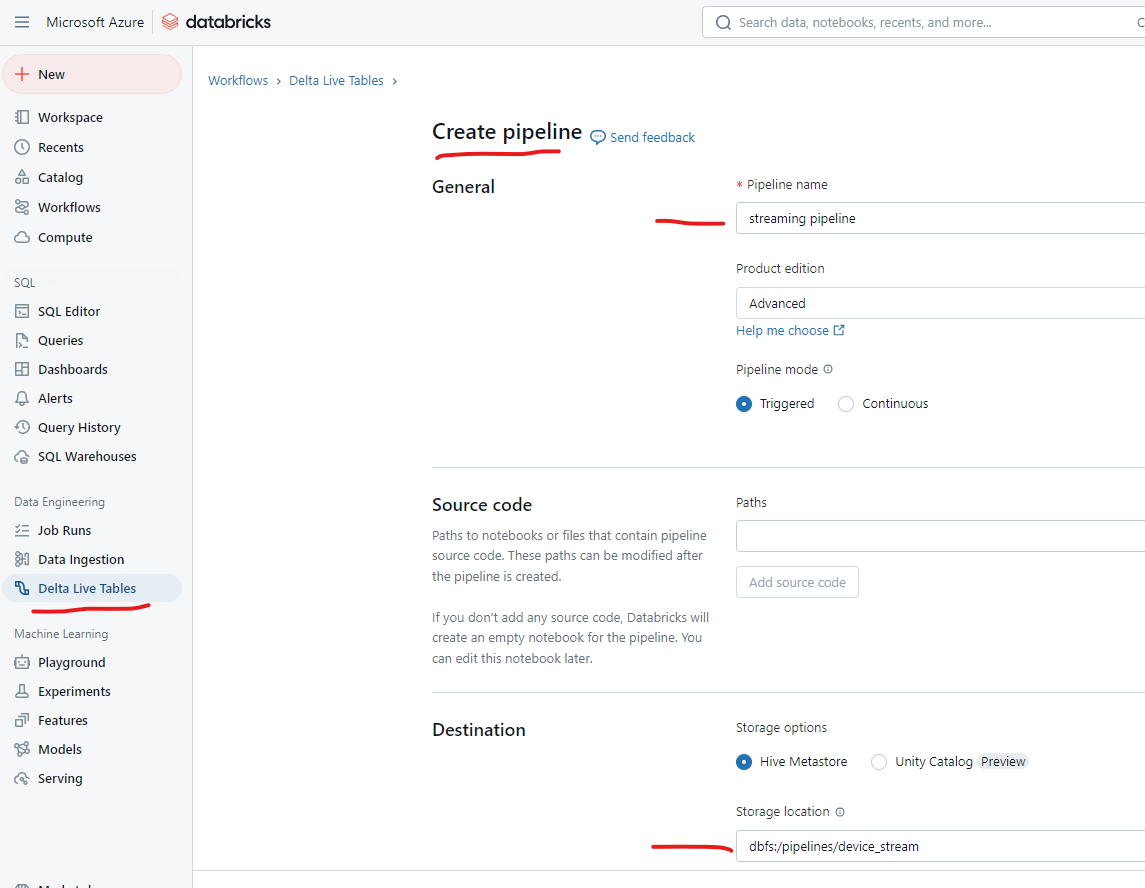 Microsoft Azure databricks
Search data, notebooks, recents, and more...
New
Workspace
Recents
Catalog
Workflows
Compute
SQL
SQL Editor
Queries
Dashboards
Alerts
Query History
SQL Warehouses
Data Engineering
Job Runs
Data Ingestion
Delta Live Tables
Machine Learning
Playground
Experiments
Features
Models
Serving
Workflows › Delta Live Tables ›
Create pipeline Send feedback
General
* Pipeline name
streaming pipeline
Product edition
Advanced
Help me choose
Pipeline mode
Triggered Continuous
Source code
Paths to notebooks or files that contain pipeline
source code. These paths can be modified after
the pipeline is created.
If you don't add any source code, Databricks will
create an empty notebook for the pipeline. You
can edit this notebook later.
Paths
Add source code
Destination
Storage options
Hive Metastore Unity Catalog Preview
Storage location
dbfs:/pipelines/device_stream